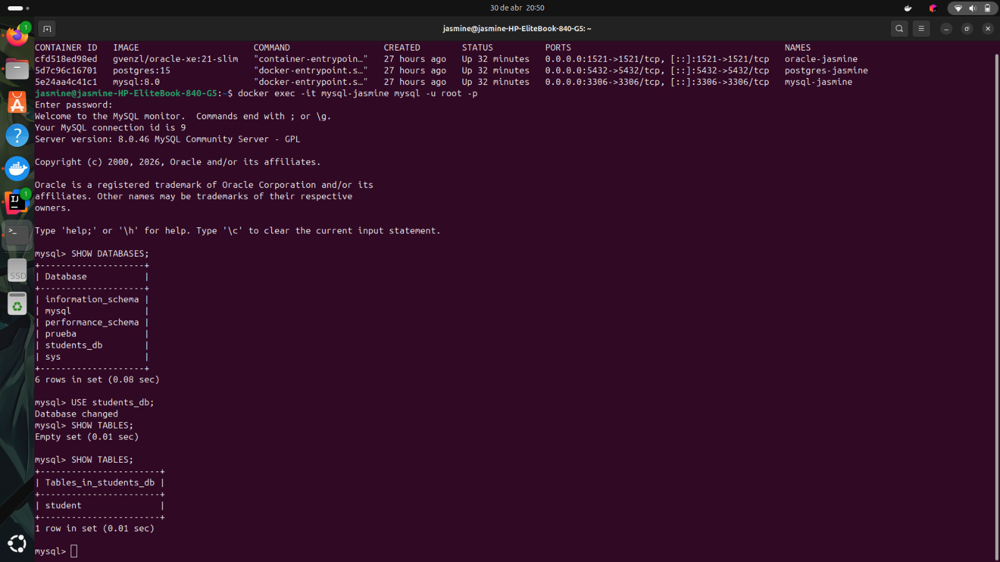 30 de abr 20:50
jasmine@jasmine-HP-EliteBook-840-G5: ~
CONTAINER ID   IMAGE                      COMMAND                  CREATED        STATUS          PORTS                                         NAMES
cfd518ed98ed   gvenzl/oracle-xe:21-slim   "container-entrypoin…"   27 hours ago   Up 32 minutes   0.0.0.0:1521->1521/tcp, [::]:1521->1521/tcp   oracle-jasmine
5d7c96c16701   postgres:15                "docker-entrypoint.s…"   27 hours ago   Up 32 minutes   0.0.0.0:5432->5432/tcp, [::]:5432->5432/tcp   postgres-jasmine
5e24aa4c41c1   mysql:8.0                  "docker-entrypoint.s…"   27 hours ago   Up 32 minutes   0.0.0.0:3306->3306/tcp, [::]:3306->3306/tcp   mysql-jasmine
jasmine@jasmine-HP-EliteBook-840-G5:~$ docker exec -it mysql-jasmine mysql -u root -p
Enter password:
Welcome to the MySQL monitor.  Commands end with ; or \g.
Your MySQL connection id is 9
Server version: 8.0.46 MySQL Community Server - GPL
Copyright (c) 2000, 2026, Oracle and/or its affiliates.
Oracle is a registered trademark of Oracle Corporation and/or its
affiliates. Other names may be trademarks of their respective
owners.
Type 'help;' or '\h' for help. Type '\c' to clear the current input statement.
mysql> SHOW DATABASES;
+--------------------+
| Database           |
+--------------------+
| information_schema |
| mysql              |
| performance_schema |
| prueba             |
| students_db        |
| sys                |
+--------------------+
6 rows in set (0.08 sec)
mysql> USE students_db;
Database changed
mysql> SHOW TABLES;
Empty set (0.01 sec)
mysql> SHOW TABLES;
+-----------------------+
| Tables_in_students_db |
+-----------------------+
| student               |
+-----------------------+
1 row in set (0.01 sec)
mysql>
1
?
1
IJ
>_
SSD